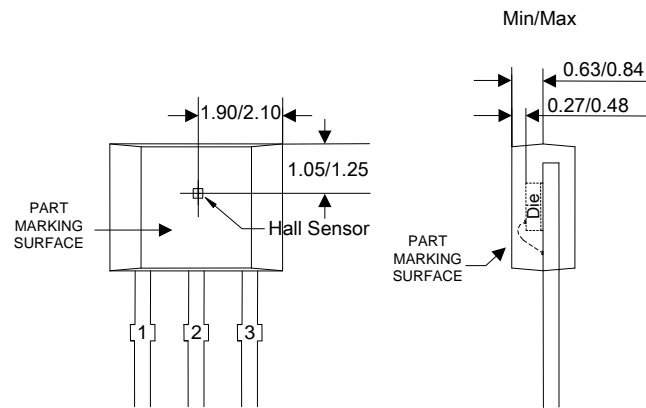 Min/Max
0.63/0.84
0.27/0.48
1.90/2.10
1.05/1.25
PART
MARKING
SURFACE
Hall Sensor
Die
PART
MARKING
SURFACE
1 2 3